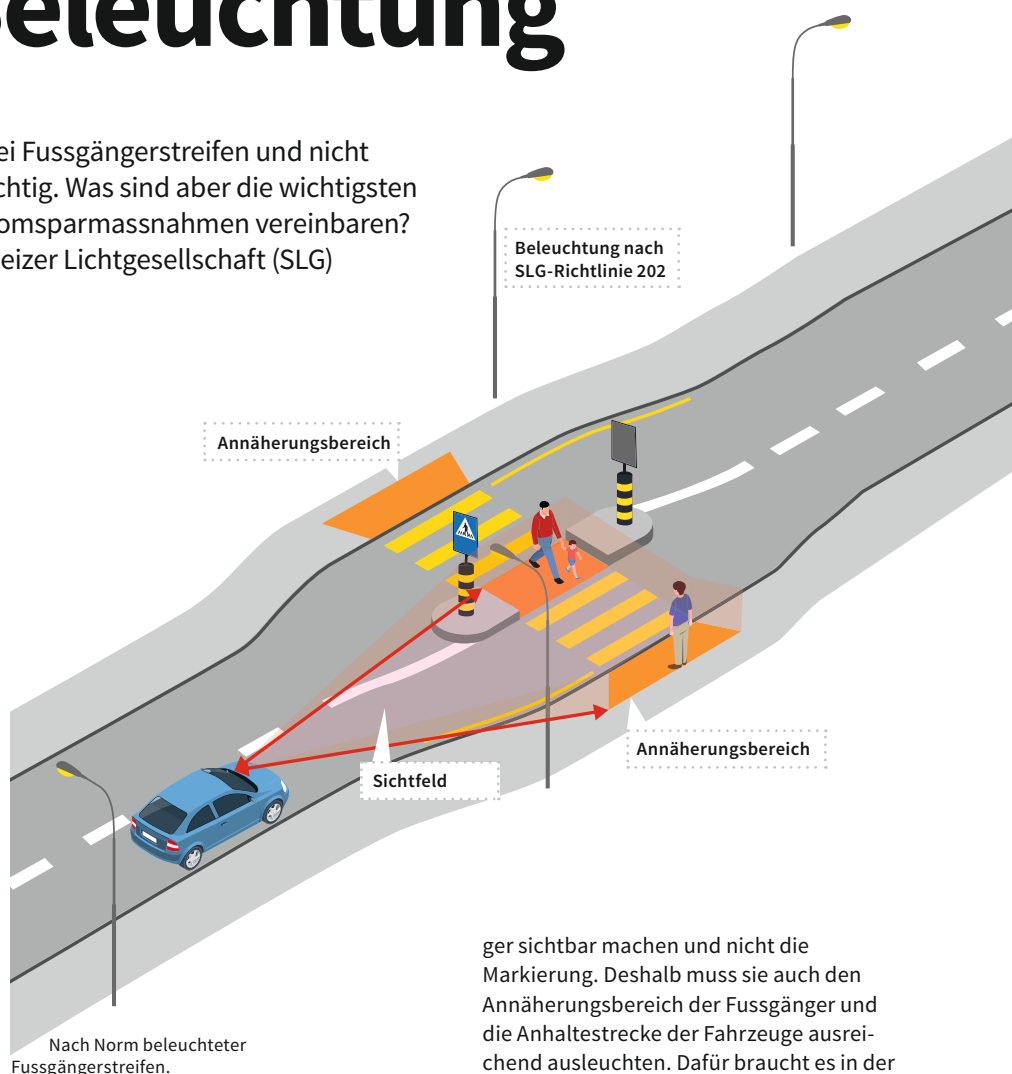 Beleuchtung
ei Fussgängerstreifen und nicht
chtig. Was sind aber die wichtigsten
omsparmassnahmen vereinbaren?
eizer Lichtgesellschaft (SLG)
Beleuchtung nach
SLG-Richtlinie 202
Annäherungsbereich
Annäherungsbereich
Sichtfeld
Nach Norm beleuchteter
Fussgängerstreifen.
ger sichtbar machen und nicht die
Markierung. Deshalb muss sie auch den
Annäherungsbereich der Fussgänger und
die Anhaltestrecke der Fahrzeuge ausrei-
chend ausleuchten. Dafür braucht es in der